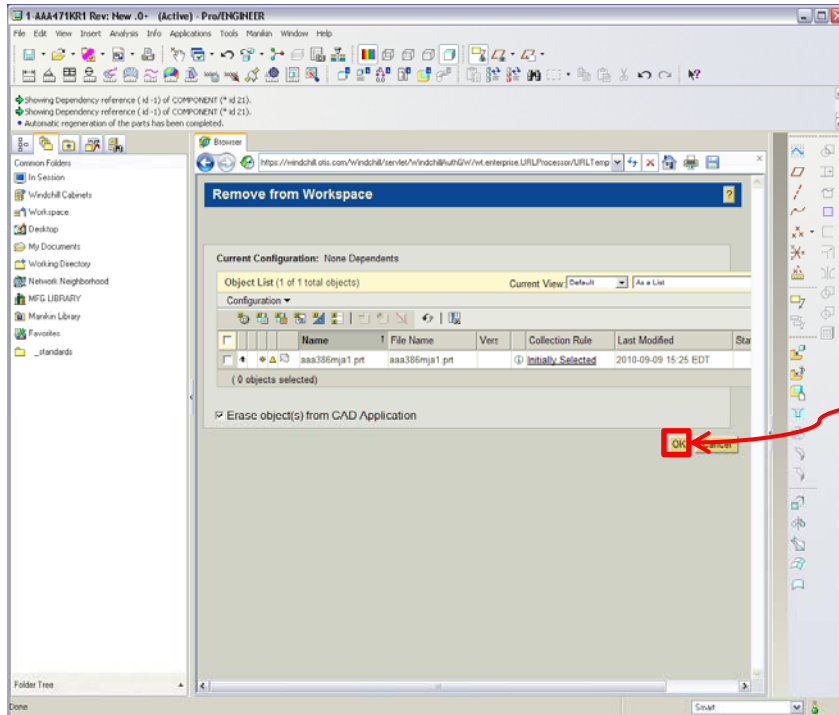 1-AAA471KR1 Rev: New .0+ (Active) - Pro/ENGINEER
File Edit View Insert Analysis Info Applications Tools Manikin Window Help
Showing Dependency reference ( id -1) of COMPONENT (* id 21).
Showing Dependency reference ( id -1) of COMPONENT (* id 21).
Automatic regeneration of the parts has been completed.
Browser
https://windchill.otis.com/Windchill/servlet/WindchillAuthGW/wt.enterprise.URLProcessor/URLTemp
Common Folders
In Session
Windchill Cabinets
Workspace
Desktop
My Documents
Working Directory
Network Neighborhood
MFG LIBRARY
Manikin Library
Favorites
_standards
Remove from Workspace
Current Configuration: None Dependents
Object List (1 of 1 total objects) Current View: Default As a List
Configuration
Name File Name Vers Collection Rule Last Modified Sta
aaa386mja1.prt aaa386mja1.prt Initially Selected 2010-09-09 15:25 EDT
( 0 objects selected)
Erase object(s) from CAD Application
OK Cancel
Folder Tree
Done Smart